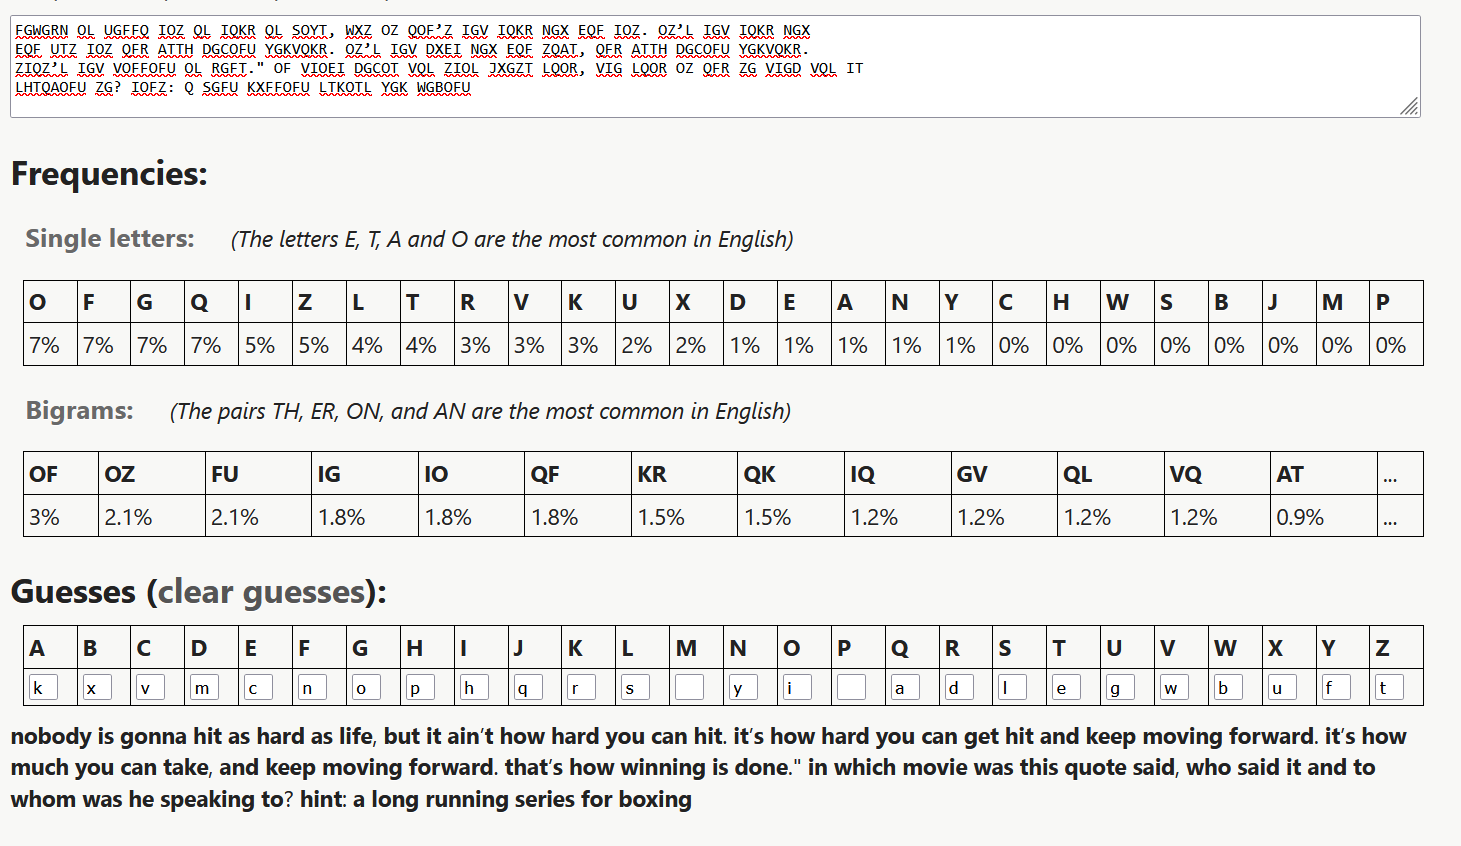 FGWGRN OL UGFFQ IOZ QL IQKR QL SOYT, WXZ OZ QOF’Z IGV IQKR NGX EQF IOZ. OZ’L IGV IQKR NGX
EQF UTZ IOZ QFR ATTH DGCOFU YGKVQKR. OZ’L IGV DXEI NGX EQF ZQAT, QFR ATTH DGCOFU YGKVQKR.
ZIQZ’L IGV VOFFOFU OL RGFT." OF VIOEI DGCOT VQL ZIOL JXGZT LQOR, VIG LQOR OZ QFR ZG VIGD VQL IT
LHTQAOFU ZG? IOFZ: Q SGFU KXFFOFU LTKOTL YGK WGBOFU
Frequencies:
Single letters: (The letters E, T, A and O are the most common in English)
O F G Q I Z L T R V K U X D E A N Y C H W S B J M P
7% 7% 7% 7% 5% 5% 4% 4% 3% 3% 3% 2% 2% 1% 1% 1% 1% 1% 0% 0% 0% 0% 0% 0% 0% 0%
Bigrams: (The pairs TH, ER, ON, and AN are the most common in English)
OF OZ FU IG IO QF KR QK IQ GV QL VQ AT ...
3% 2.1% 2.1% 1.8% 1.8% 1.8% 1.5% 1.5% 1.2% 1.2% 1.2% 1.2% 0.9% ...
Guesses (clear guesses):
A B C D E F G H I J K L M N O P Q R S T U V W X Y Z
k x v m c n o p h q r s y i a d l e g w b u f t
nobody is gonna hit as hard as life, but it ain’t how hard you can hit. it’s how hard you can get hit and keep moving forward. it’s how
much you can take, and keep moving forward. that’s how winning is done." in which movie was this quote said, who said it and to
whom was he speaking to? hint: a long running series for boxing